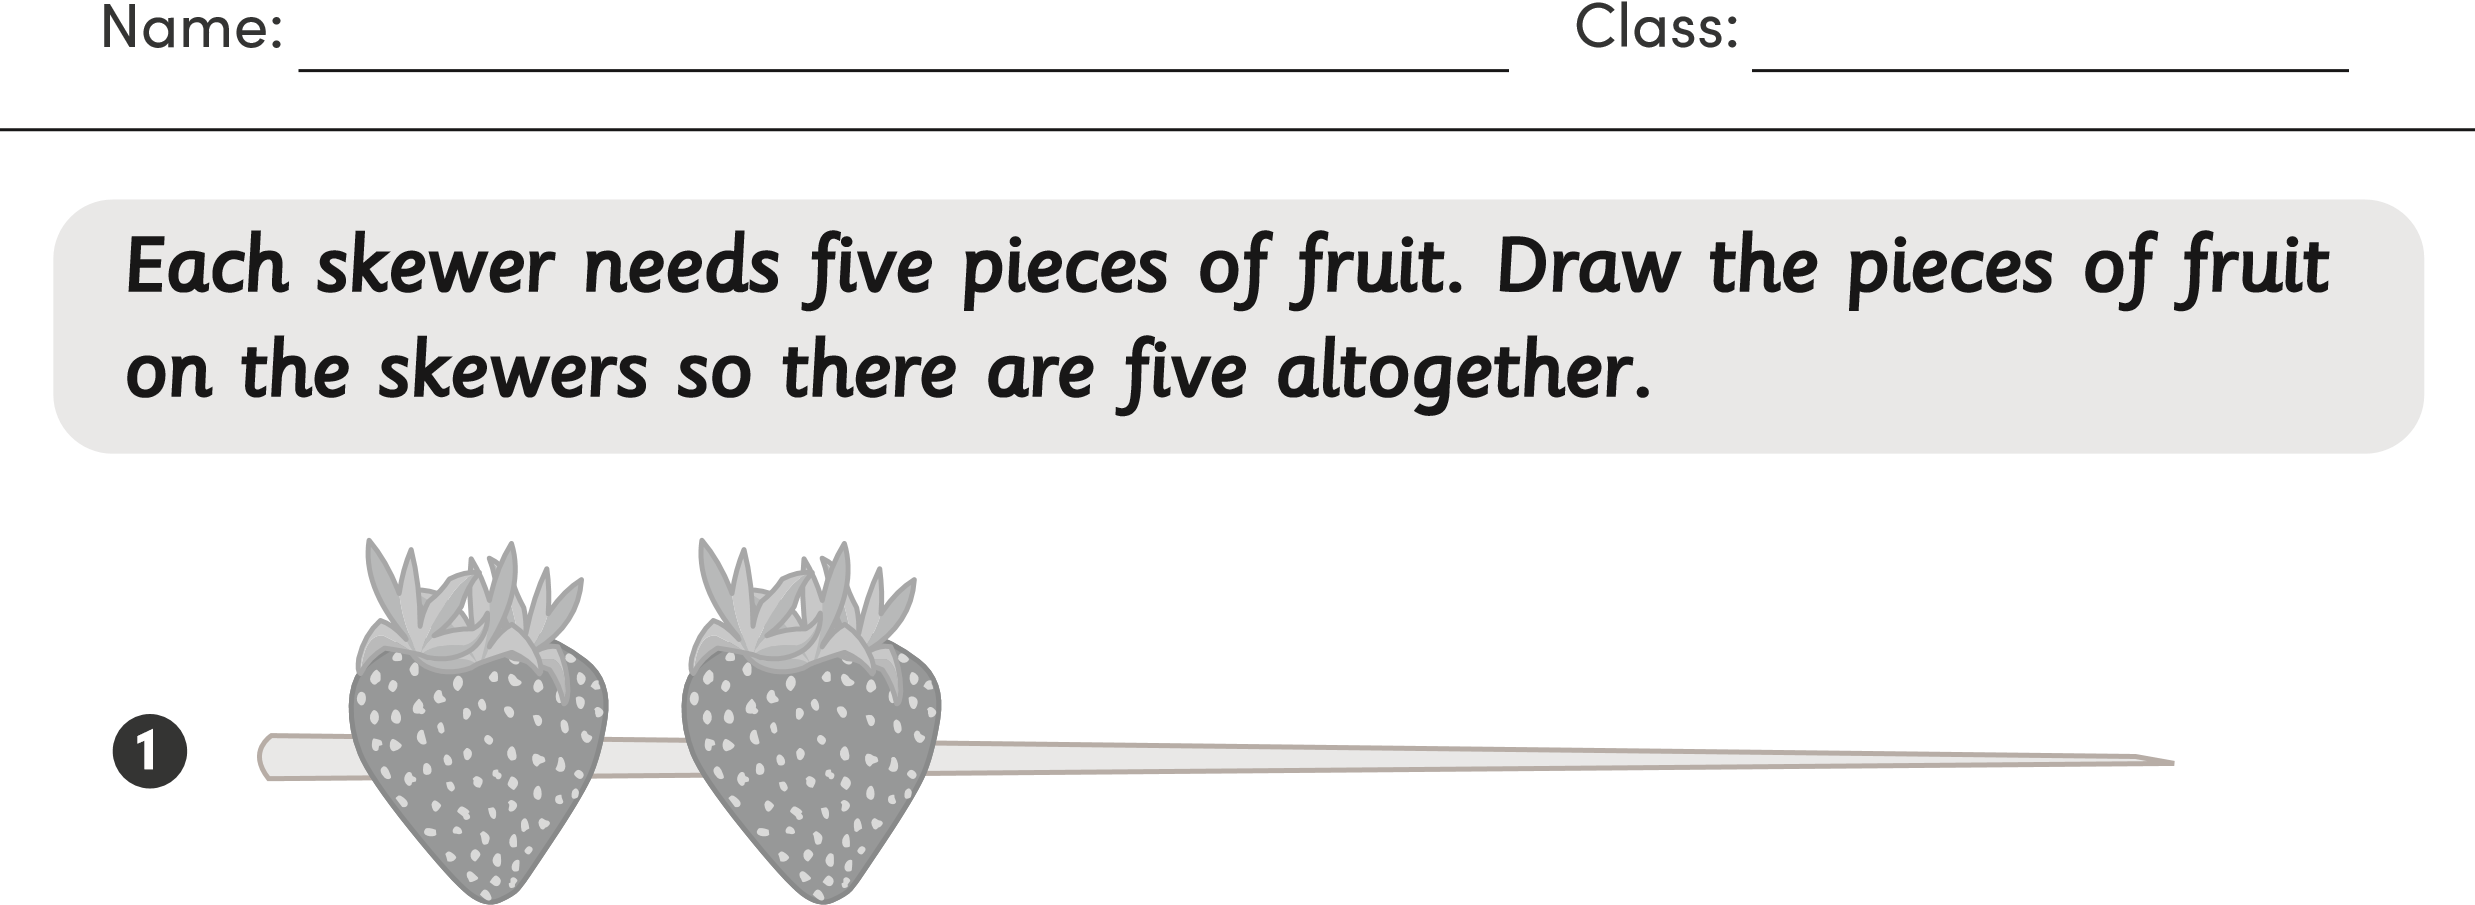 Name: Class:
Each skewer needs five pieces of fruit. Draw the pieces of fruit
on the skewers so there are five altogether.
1